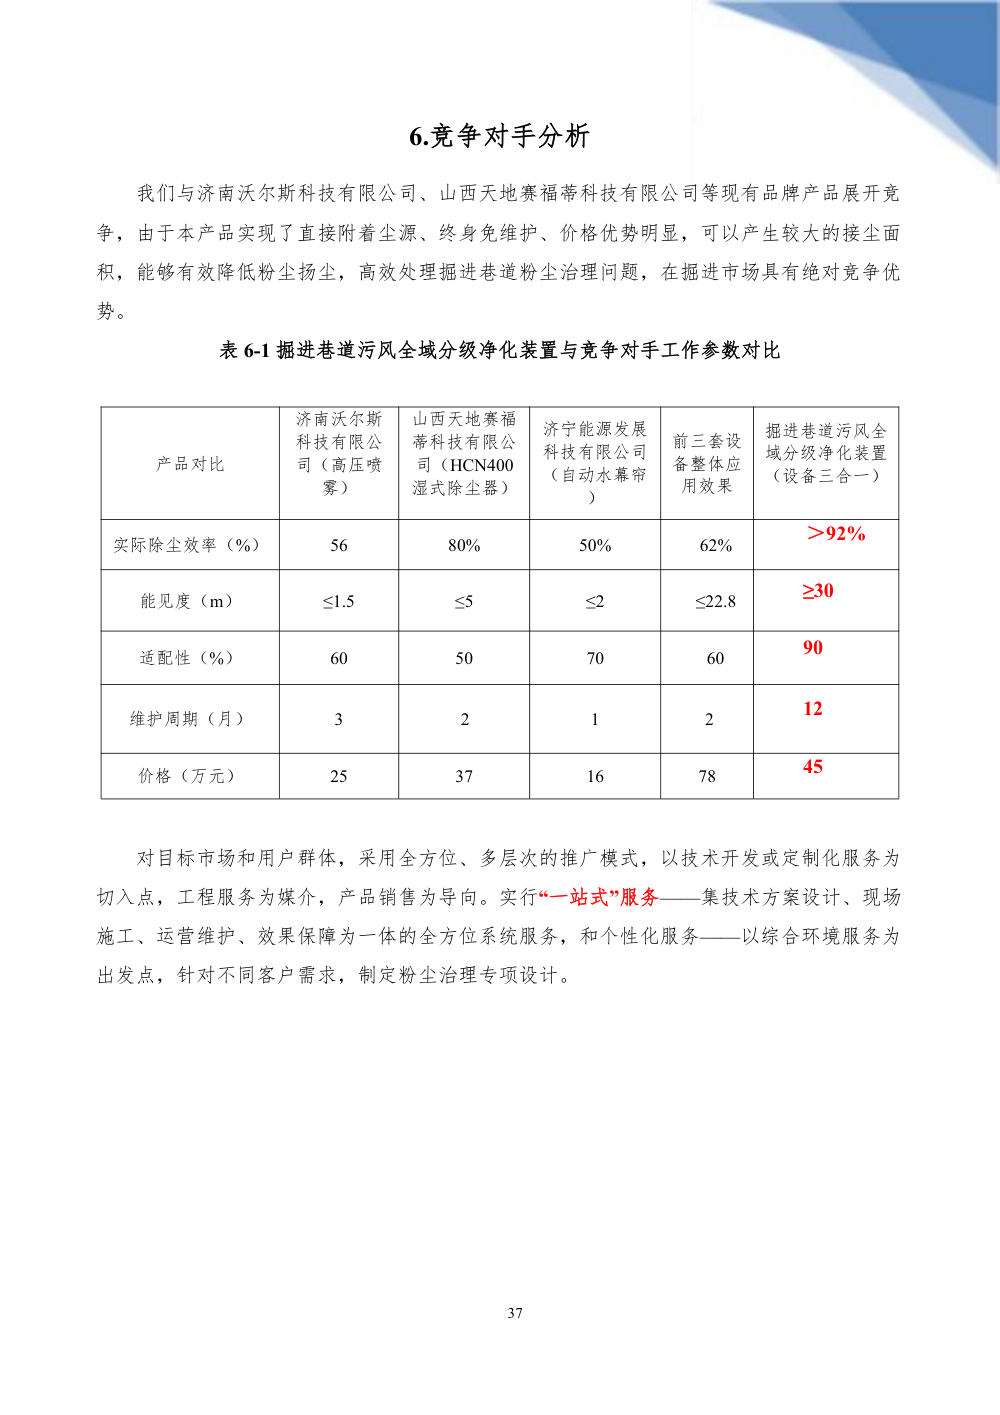 6.竞争对手分析
我们与济南沃尔斯科技有限公司、山西天地赛福蒂科技有限公司等现有品牌产品展开竞
争，由于本产品实现了直接附着尘源、终身免维护、价格优势明显，可以产生较大的接尘面
积，能够有效降低粉尘扬尘，高效处理掘进巷道粉尘治理问题，在掘进市场具有绝对竞争优
势。
表 6-1 掘进巷道污风全域分级净化装置与竞争对手工作参数对比
产品对比
济南沃尔斯
科技有限公
司（高压喷
雾）
山西天地赛福
蒂科技有限公
司（HCN400
湿式除尘器）
济宁能源发展
科技有限公司
（自动水幕帘
）
前三套设
备整体应
用效果
掘进巷道污风全
域分级净化装置
（设备三合一）
实际除尘效率（%） 56 80% 50% 62% ＞92%
能见度（m） ≤1.5 ≤5 ≤2 ≤22.8 ≥30
适配性（%） 60 50 70 60 90
维护周期（月） 3 2 1 2 12
价格（万元） 25 37 16 78 45
对目标市场和用户群体，采用全方位、多层次的推广模式，以技术开发或定制化服务为
切入点，工程服务为媒介，产品销售为导向。实行“一站式”服务——集技术方案设计、现场
施工、运营维护、效果保障为一体的全方位系统服务，和个性化服务——以综合环境服务为
出发点，针对不同客户需求，制定粉尘治理专项设计。
37